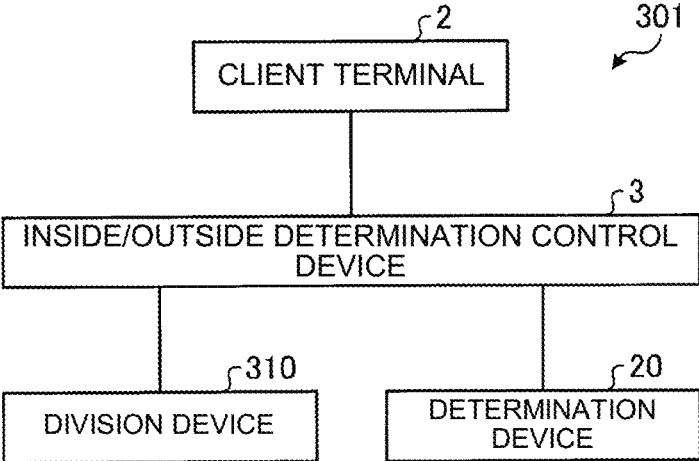 2
301
CLIENT TERMINAL
3
INSIDE/OUTSIDE DETERMINATION CONTROL
DEVICE
310
20
DIVISION DEVICE
DETERMINATION
DEVICE